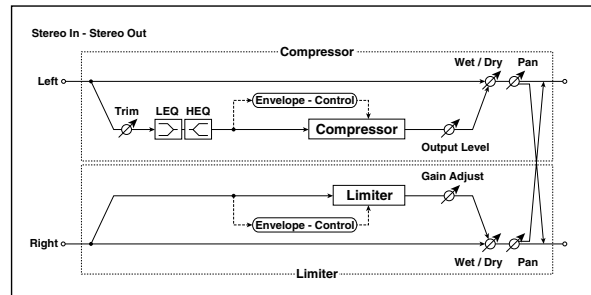 Stereo In - Stereo Out
Compressor
Wet / Dry Pan
Left
Trim LEQ HEQ
Envelope - Control
Compressor
Output Level
Gain Adjust
Limiter
Envelope - Control
Right
Wet / Dry Pan
Limiter